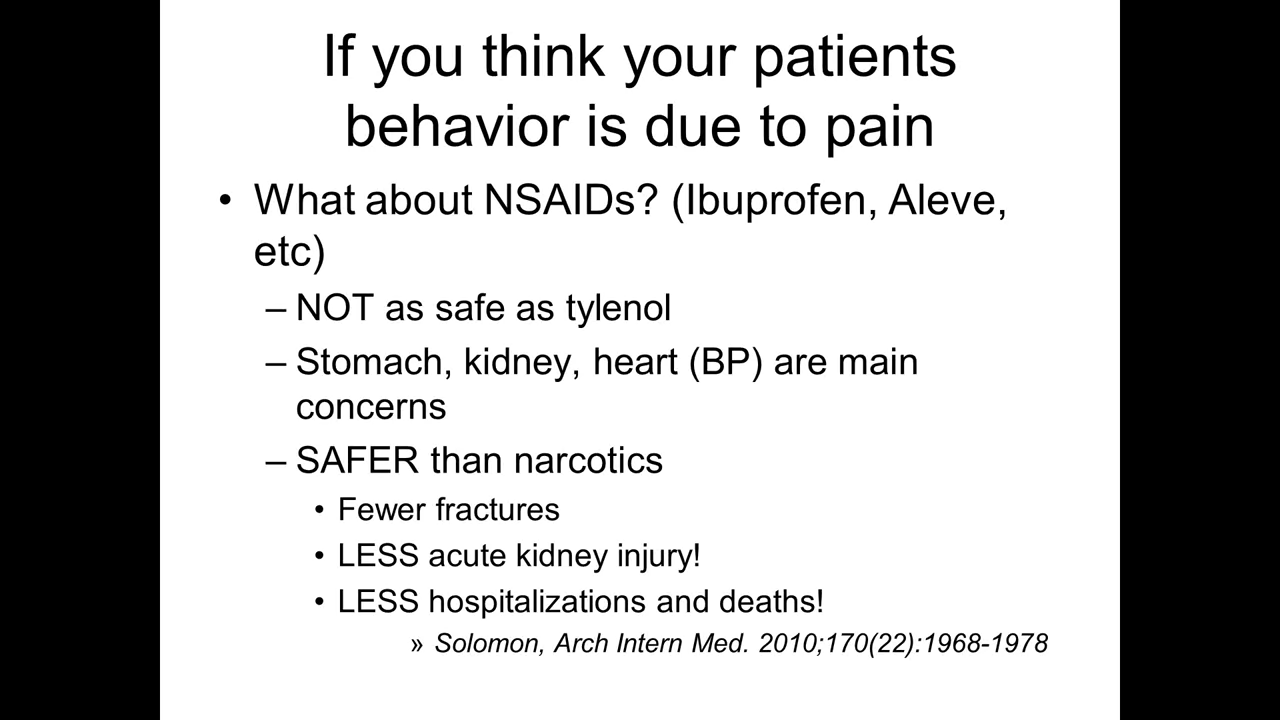 If you think your patients
behavior is due to pain
• What about NSAIDs? (Ibuprofen, Aleve,
etc)
– NOT as safe as tylenol
– Stomach, kidney, heart (BP) are main
concerns
– SAFER than narcotics
• Fewer fractures
• LESS acute kidney injury!
• LESS hospitalizations and deaths!
» Solomon, Arch Intern Med. 2010;170(22):1968-1978